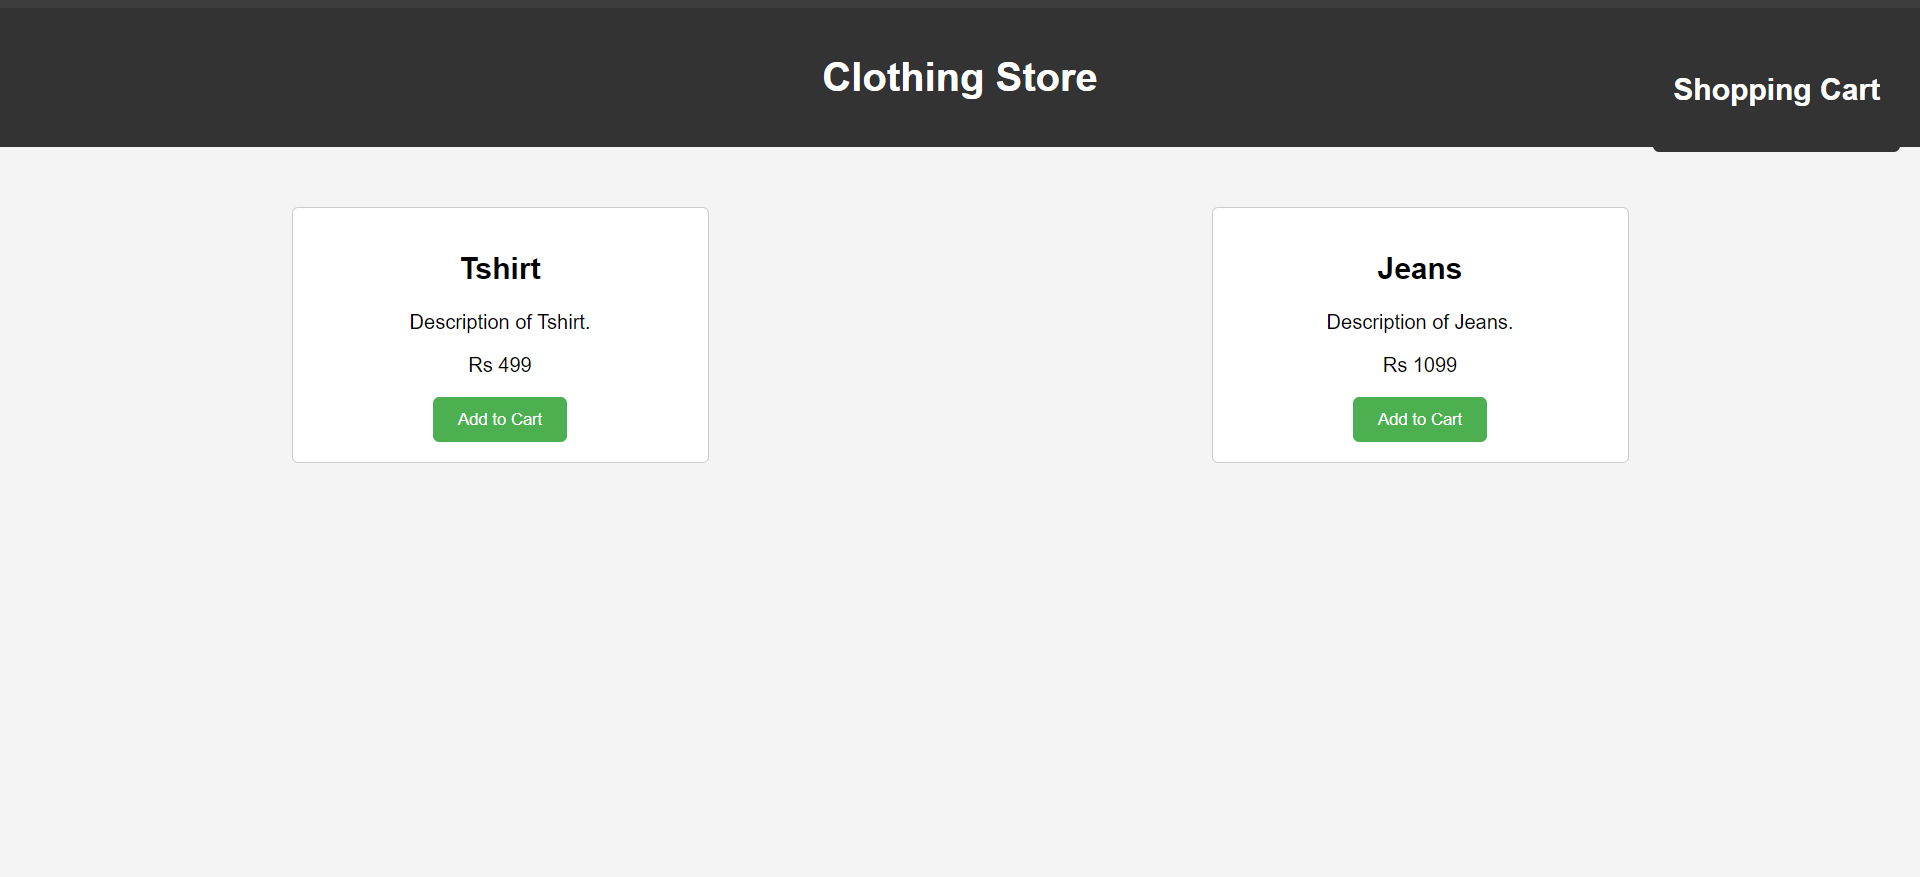 Clothing Store
Shopping Cart
Tshirt
Description of Tshirt.
Rs 499
Add to Cart
Jeans
Description of Jeans.
Rs 1099
Add to Cart